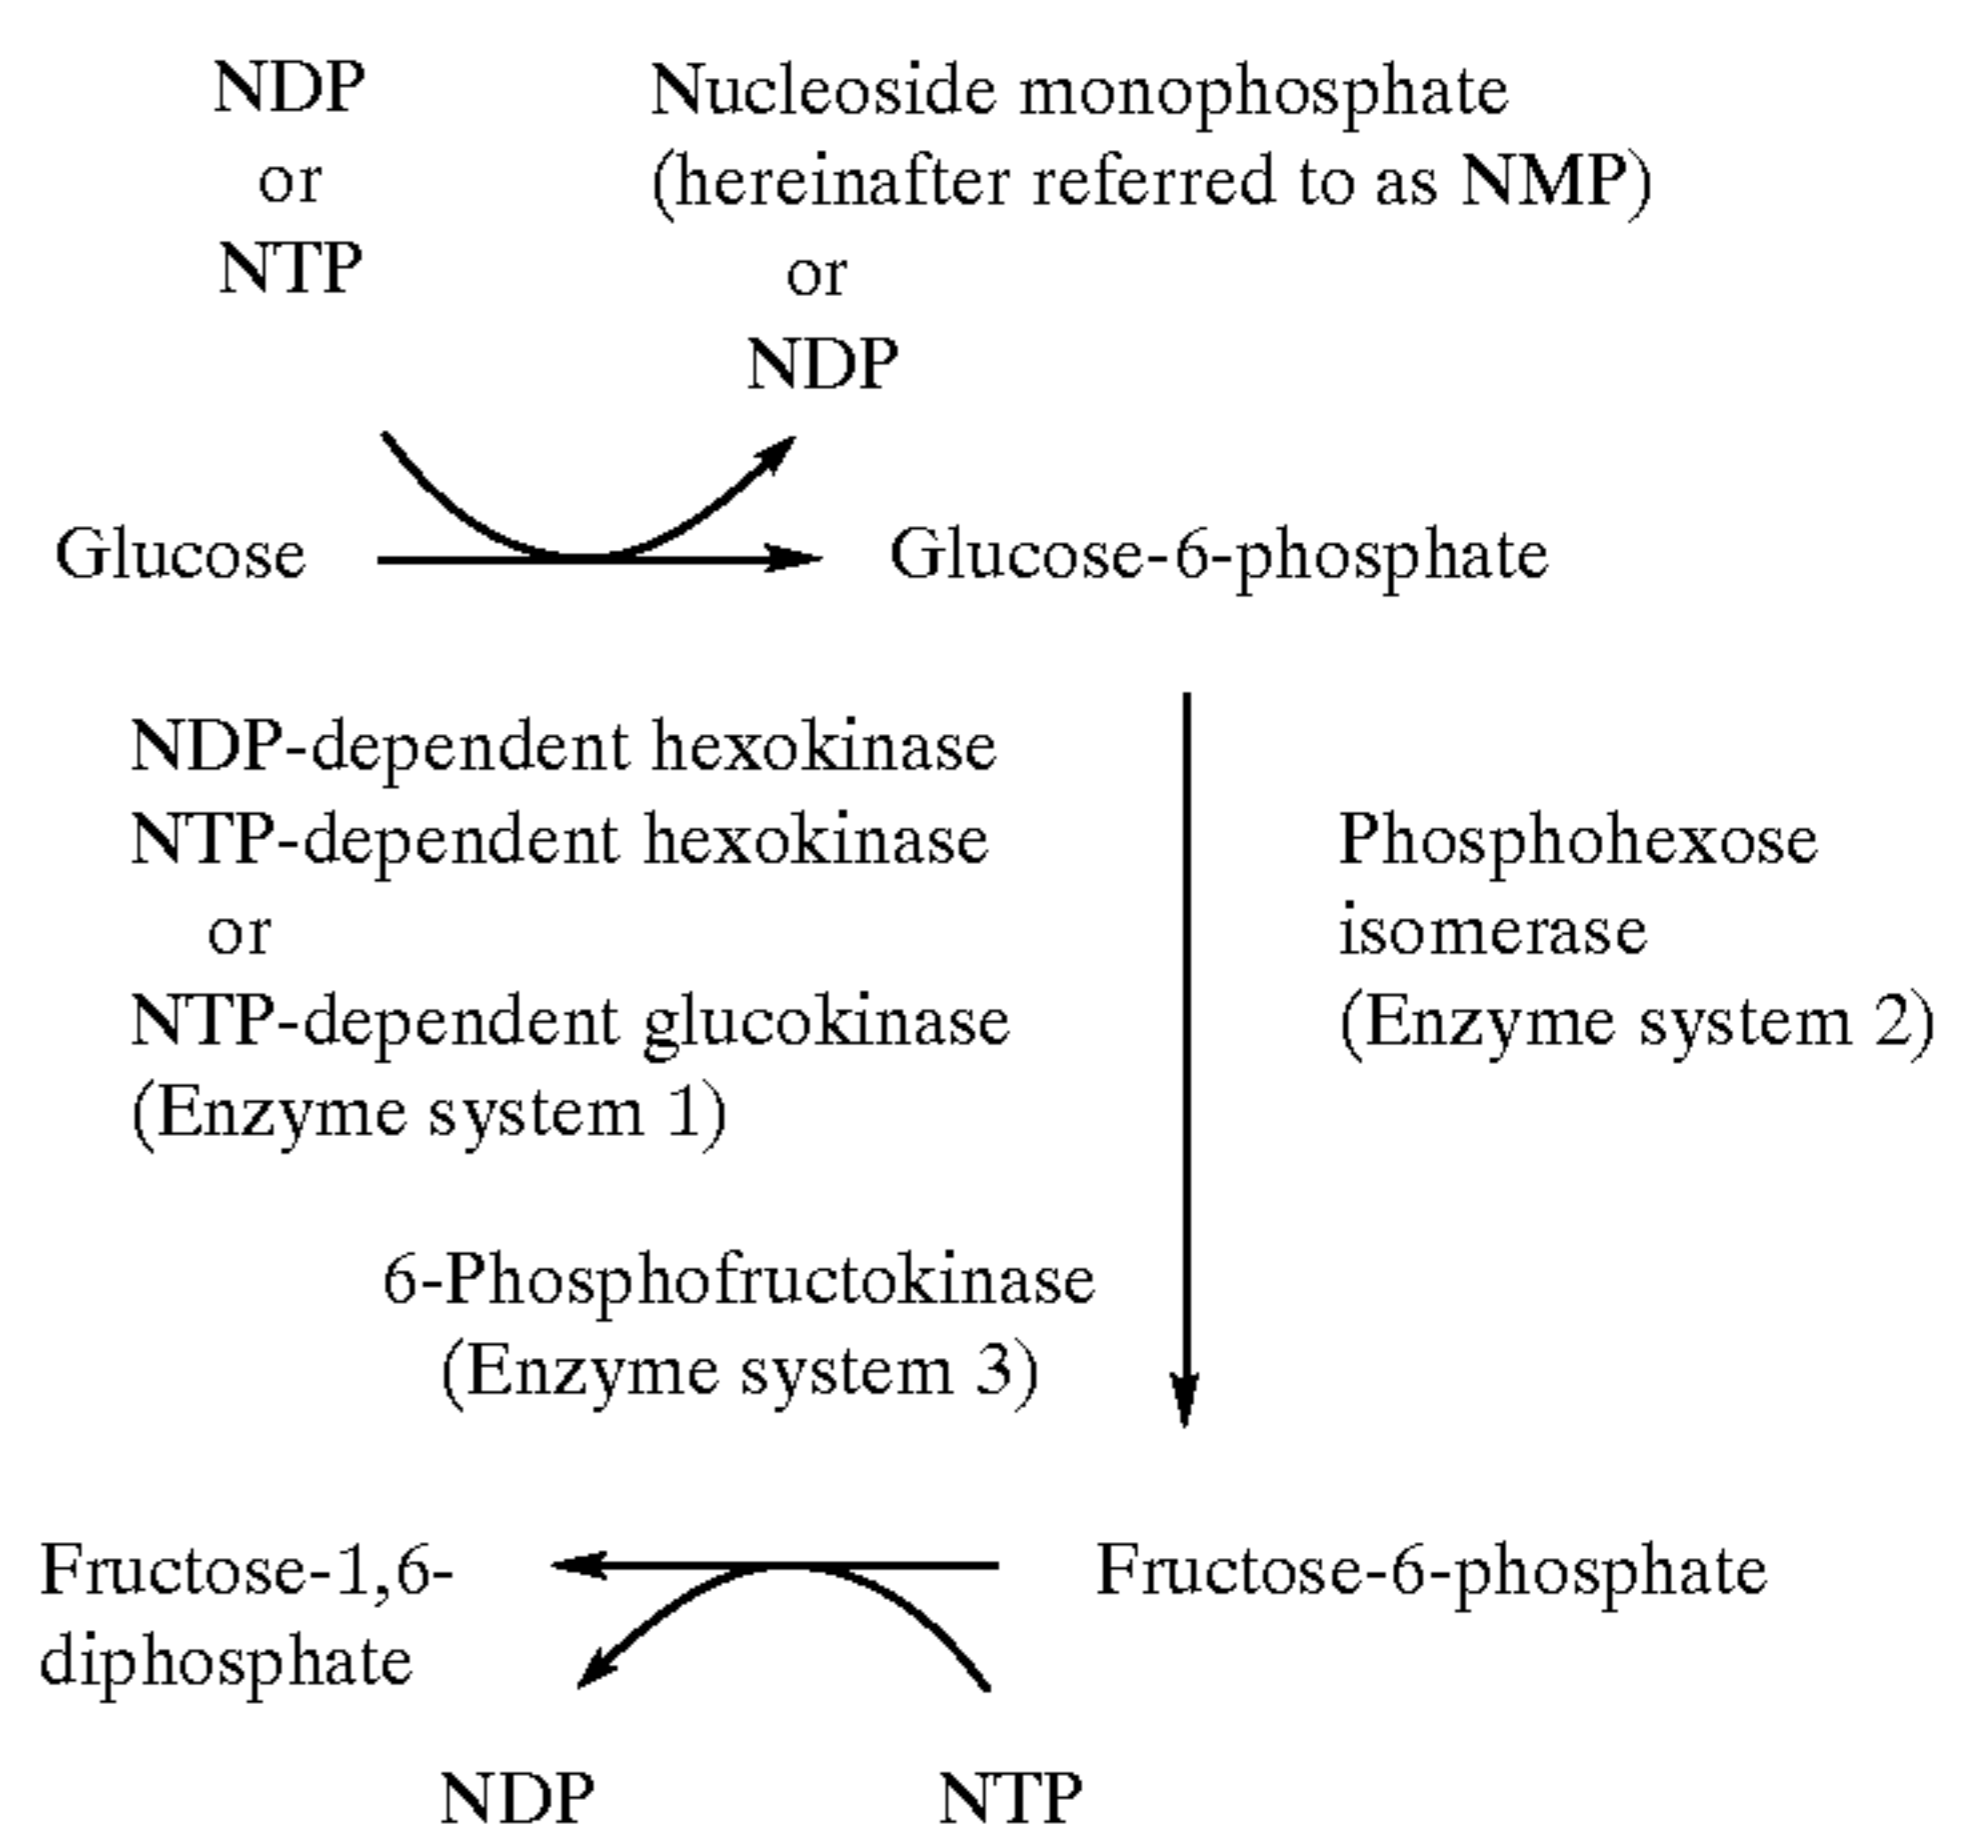 NDP
or
NTP
Nucleoside monophosphate
(hereinafter referred to as NMP)
or
NDP
Glucose
Glucose-6-phosphate
NDP-dependent hexokinase
NTP-dependent hexokinase
or
NTP-dependent glucokinase
(Enzyme system 1)
Phosphohexose
isomerase
(Enzyme system 2)
6-Phosphofructokinase
(Enzyme system 3)
Fructose-1,6-
diphosphate
Fructose-6-phosphate
NDP
NTP